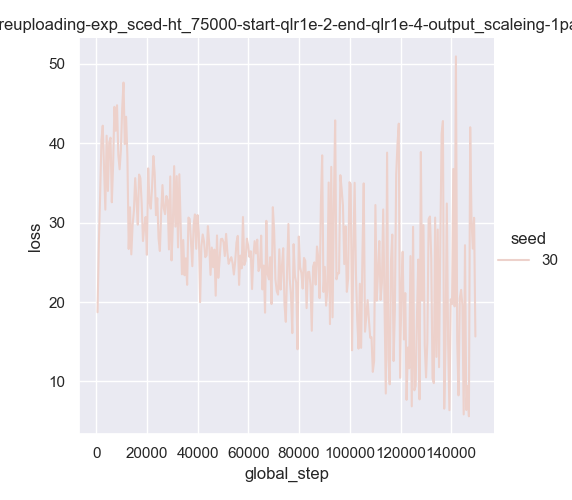 reuploading-exp_sced-ht_75000-start-qlr1e-2-end-qlr1e-4-output_scaleing-1pa
50
40
30
20
10
loss
seed
30
0 20000 40000 60000 80000 100000 120000 140000
global_step